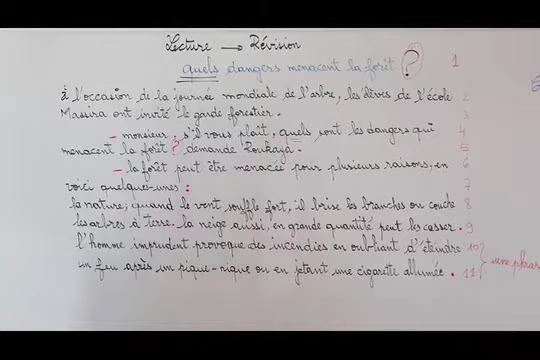 Lecture → Révision
Quels dangers menacent la forêt ? 1
À l'occasion de la journée mondiale de l'arbre, les élèves de l'école 2
Massira ont invité le garde forestier. 3
— monsieur, s'il vous plaît, quels sont les dangers qui 4
menacent la forêt ? demande Roukaya. 5
— la forêt peut être menacée pour plusieurs raisons, en 6
voici quelques-unes : 7
la nature, quand le vent souffle fort, il brise les branches ou couche 8
les arbres à terre. la neige aussi, en grande quantité peut les casser. 9
l'homme imprudent provoque des incendies en oubliant d'éteindre 10
un feu après un pique-nique ou en jetant une cigarette allumée. 11
une phras